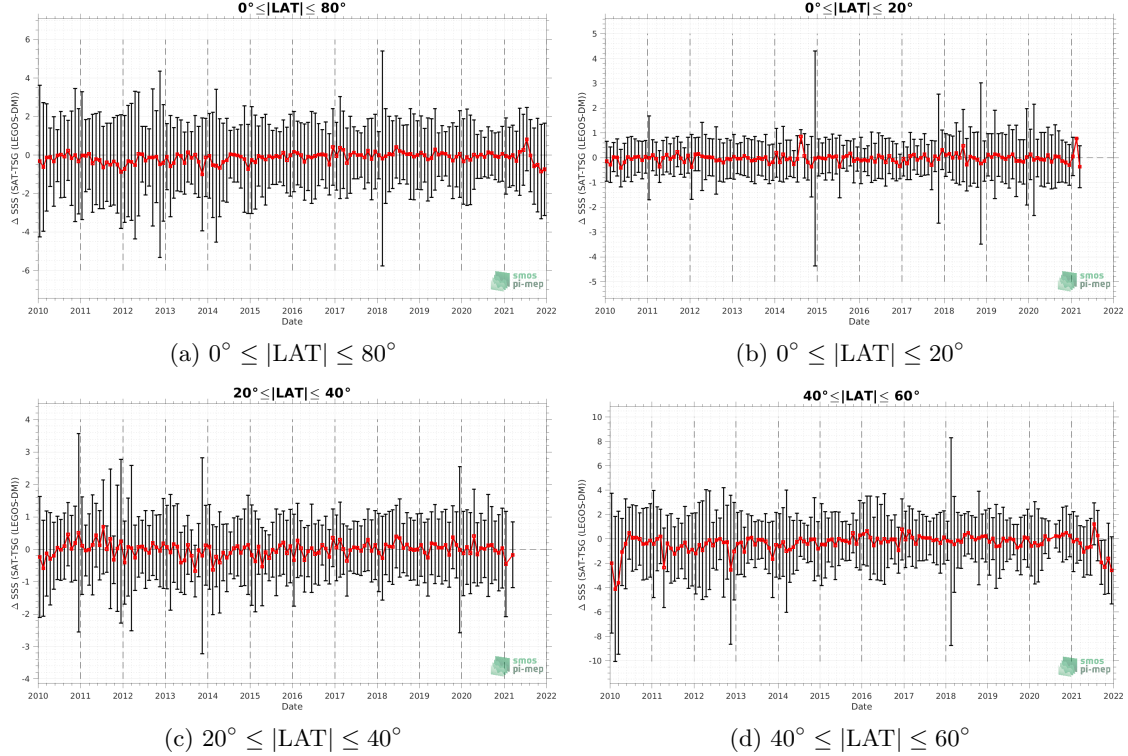 0°≤|LAT|≤ 80°
Δ SSS (SAT-TSG (LEGOS-DM))
6
4
2
0
-2
-4
-6
smos
pi-mep
2010 2011 2012 2013 2014 2015 2016 2017 2018 2019 2020 2021 2022
Date
(a) 0° ≤ |LAT| ≤ 80°
0°≤|LAT|≤ 20°
Δ SSS (SAT-TSG (LEGOS-DM))
5
4
3
2
1
0
-1
-2
-3
-4
-5
smos
pi-mep
2010 2011 2012 2013 2014 2015 2016 2017 2018 2019 2020 2021 2022
Date
(b) 0° ≤ |LAT| ≤ 20°
20°≤|LAT|≤ 40°
Δ SSS (SAT-TSG (LEGOS-DM))
4
3
2
1
0
-1
-2
-3
-4
smos
pi-mep
2010 2011 2012 2013 2014 2015 2016 2017 2018 2019 2020 2021 2022
Date
(c) 20° ≤ |LAT| ≤ 40°
40°≤|LAT|≤ 60°
Δ SSS (SAT-TSG (LEGOS-DM))
10
8
6
4
2
0
-2
-4
-6
-8
-10
smos
pi-mep
2010 2011 2012 2013 2014 2015 2016 2017 2018 2019 2020 2021 2022
Date
(d) 40° ≤ |LAT| ≤ 60°